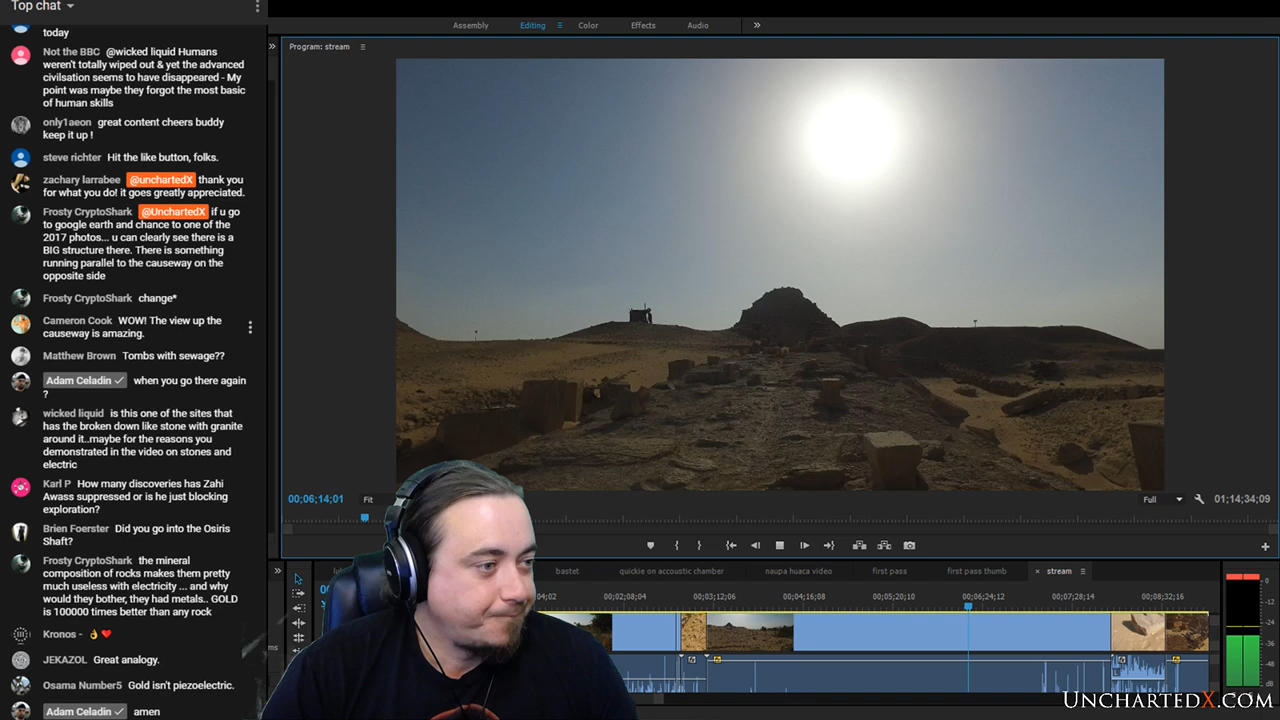 Top chat
today
Not the BBC @wicked liquid Humans
weren't totally wiped out & yet the advanced
civilsation seems to have disappeared - My
point was maybe they forgot the most basic
of human skills
only1aeon great content cheers buddy
keep it up !
steve richter Hit the like button, folks.
zachary larrabee @unchartedX thank you
for what you do! it goes greatly appreciated.
Frosty CryptoShark @UnchartedX if u go
to google earth and chance to one of the
2017 photos... u can clearly see there is a
BIG structure there. There is something
running parallel to the causeway on the
opposite side
Frosty CryptoShark change*
Cameron Cook WOW! The view up the
causeway is amazing.
Matthew Brown Tombs with sewage??
Adam Celadin ✓ when you go there again
?
wicked liquid is this one of the sites that
has the broken down like stone with granite
around it..maybe for the reasons you
demonstrated in the video on stones and
electric
Karl P How many discoveries has Zahi
Awass suppressed or is he just blocking
exploration?
Brien Foerster Did you go into the Osiris
Shaft?
Frosty CryptoShark the mineral
composition of rocks makes them pretty
much useless with electricity ... and why
would they bother, they had metals.. GOLD
is 100000 times better than any rock
Kronos - 👌❤
JEKAZOL Great analogy.
Osama Number5 Gold isn't piezoelectric.
Adam Celadin ✓ amen
Assembly Editing Color Effects Audio
Program: stream
00;06;14;01 Fit Full 01;14;34;09
bastet quickie on accoustic chamber naupa huaca video first pass first pass thumb × stream
00;02;08;04 00;03;12;06 00;04;16;08 00;05;20;10 00;06;24;12 00;07;28;14 00;08;32;16
0
-12
-24
-36
-48
dB
UnchartedX.com